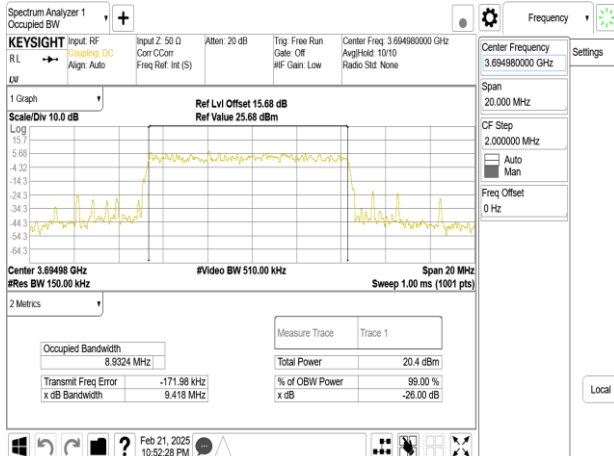 Spectrum Analyzer 1
Occupied BW
+
Frequency
KEYSIGHT Input: RF Input Z: 50 Ω Atten: 20 dB Trig: Free Run Center Freq: 3.694980000 GHz
RL Coupling: DC Corr CCorr Gate: Off Avg|Hold: 10/10
Align: Auto Freq Ref: Int (S) #IF Gain: Low Radio Std: None
LXI
Center Frequency
3.694980000 GHz
Settings
Span
20.000 MHz
CF Step
2.000000 MHz
Auto
Man
Freq Offset
0 Hz
Local
1 Graph
Ref Lvl Offset 15.68 dB
Scale/Div 10.0 dB Ref Value 25.68 dBm
Log
15.7
5.68
-4.32
-14.3
-24.3
-34.3
-44.3
-54.3
-64.3
Center 3.69498 GHz #Video BW 510.00 kHz Span 20 MHz
#Res BW 150.00 kHz Sweep 1.00 ms (1001 pts)
2 Metrics
Measure Trace Trace 1
Occupied Bandwidth
8.9324 MHz Total Power 20.4 dBm
Transmit Freq Error -171.98 kHz % of OBW Power 99.00 %
x dB Bandwidth 9.418 MHz x dB -26.00 dB
? Feb 21, 2025
10:52:28 PM